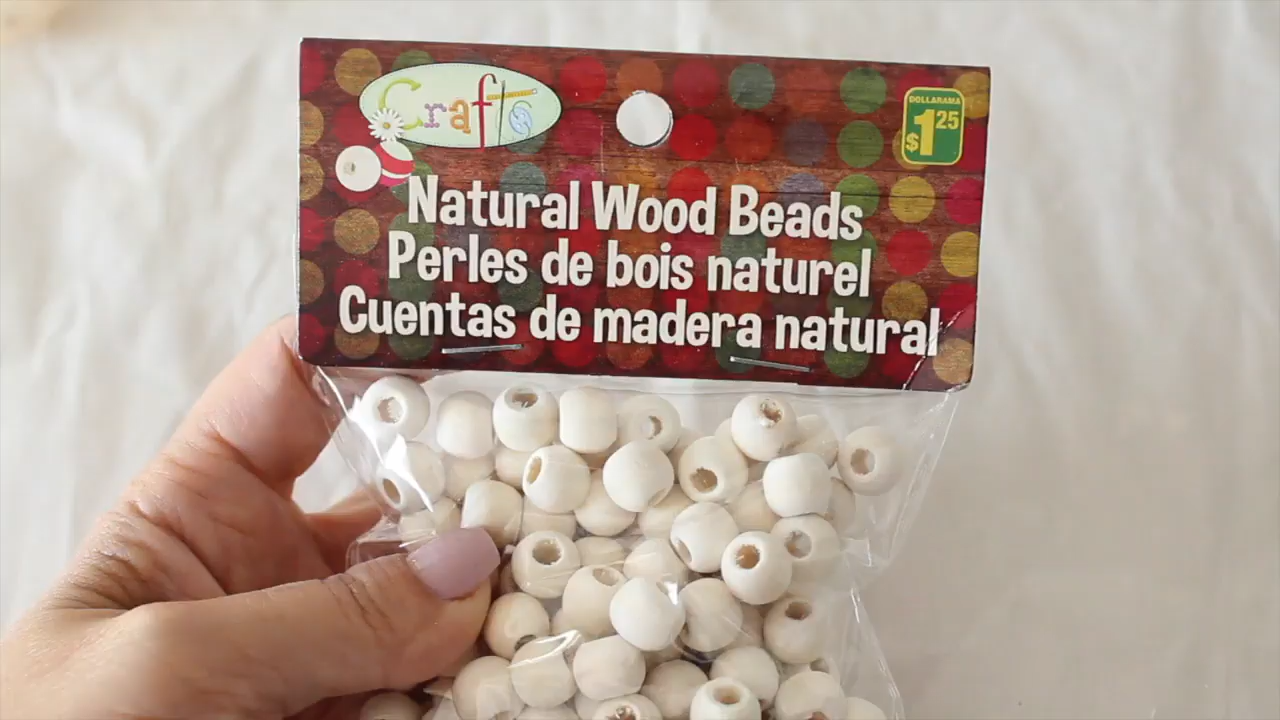 Crafts
DOLLARAMA
$1.25
Natural Wood Beads
Perles de bois naturel
Cuentas de madera natural